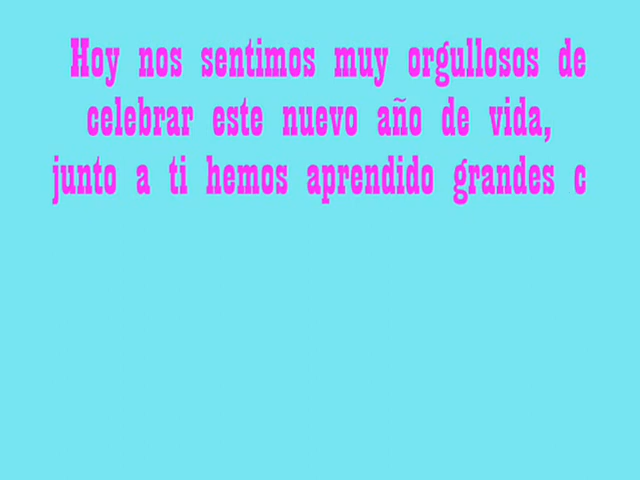 Hoy nos sentimos muy orgullosos de
celebrar este nuevo año de vida,
junto a ti hemos aprendido grandes c